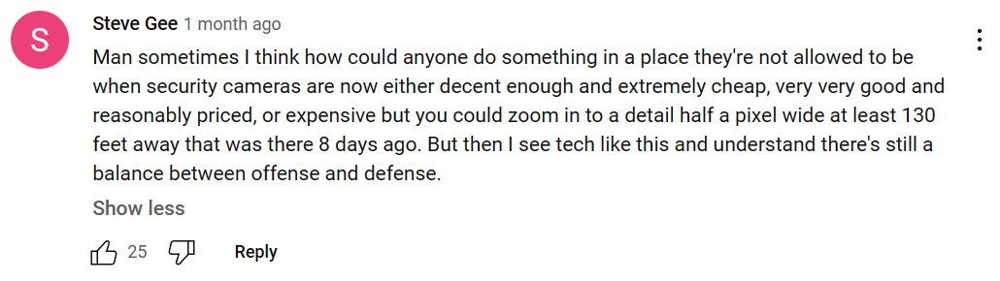 S
Steve Gee 1 month ago
Man sometimes I think how could anyone do something in a place they're not allowed to be
when security cameras are now either decent enough and extremely cheap, very very good and
reasonably priced, or expensive but you could zoom in to a detail half a pixel wide at least 130
feet away that was there 8 days ago. But then I see tech like this and understand there's still a
balance between offense and defense.
Show less
25 Reply